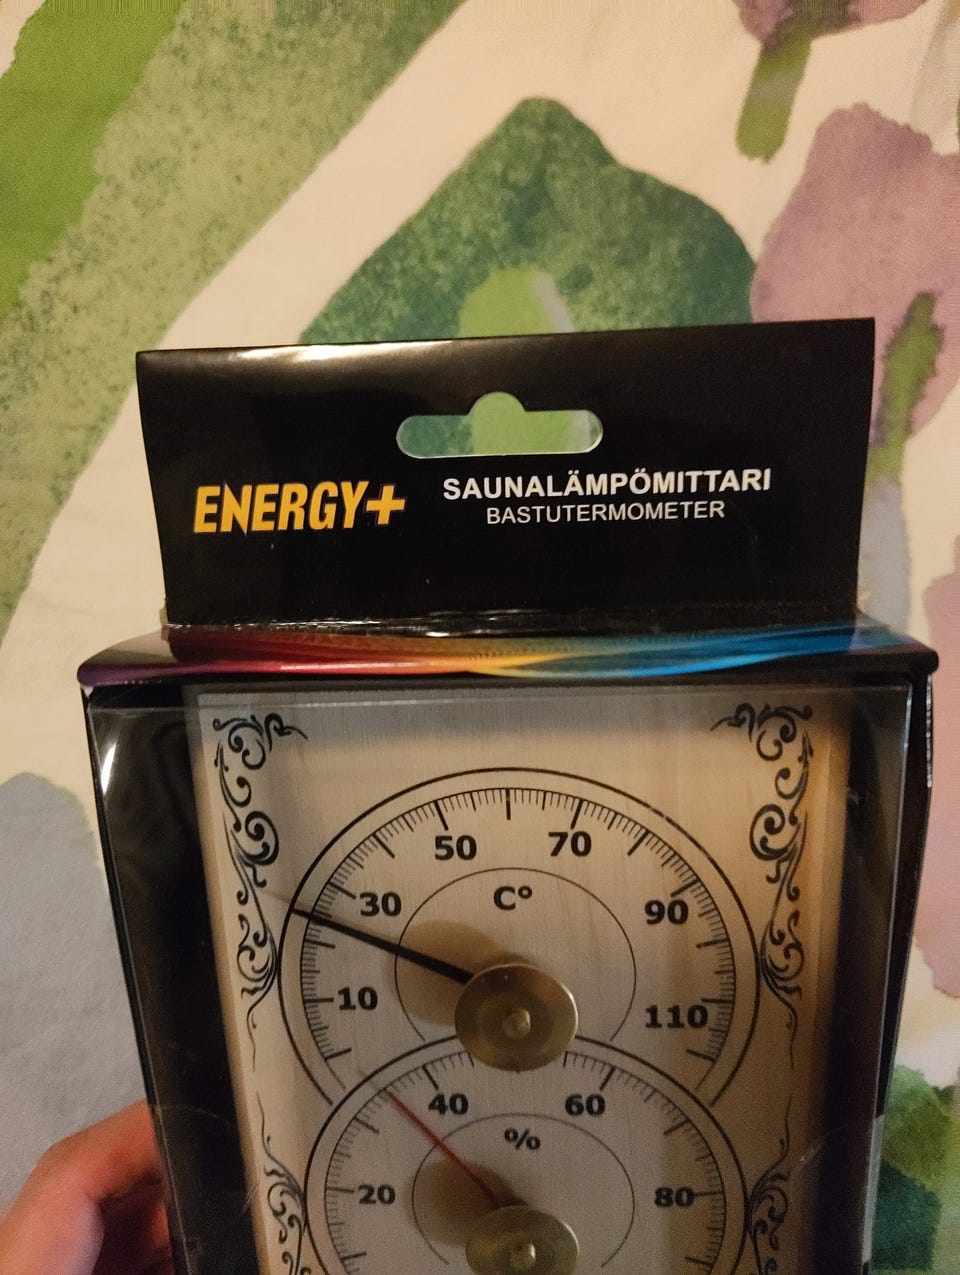 ENERGY+
SAUNALÄMPÖMITTARI
BASTUTERMOMETER
50 70
C°
30 90
10 110
40 60
%
20 80